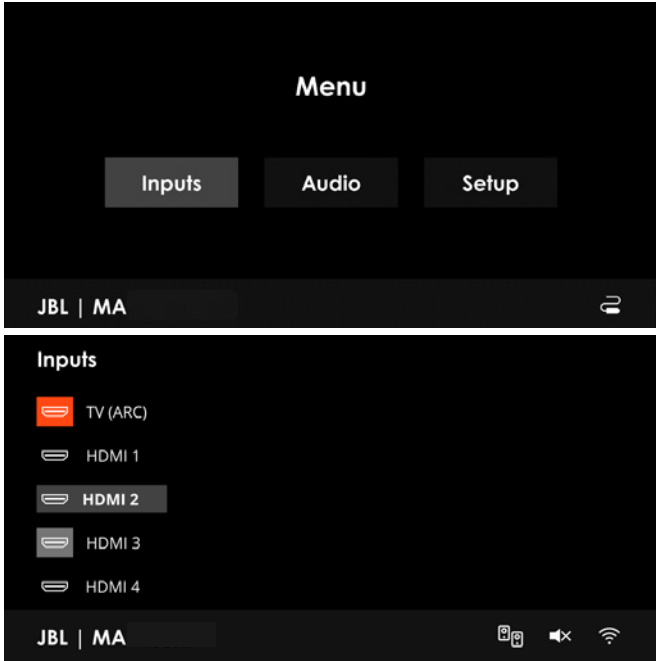 Menu
Inputs Audio Setup
JBL | MA
Inputs
TV (ARC)
HDMI 1
HDMI 2
HDMI 3
HDMI 4
JBL | MA